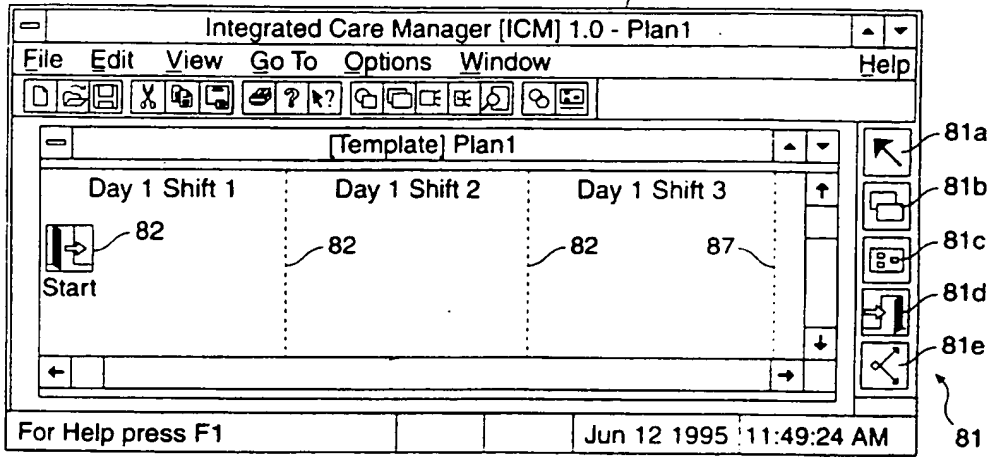 Integrated Care Manager [ICM] 1.0 - Plan1
File Edit View Go To Options Window Help
[Template] Plan1
Day 1 Shift 1 Day 1 Shift 2 Day 1 Shift 3
82 82 82 87
Start
81a
81b
81c
81d
81e
81
For Help press F1 Jun 12 1995 11:49:24 AM